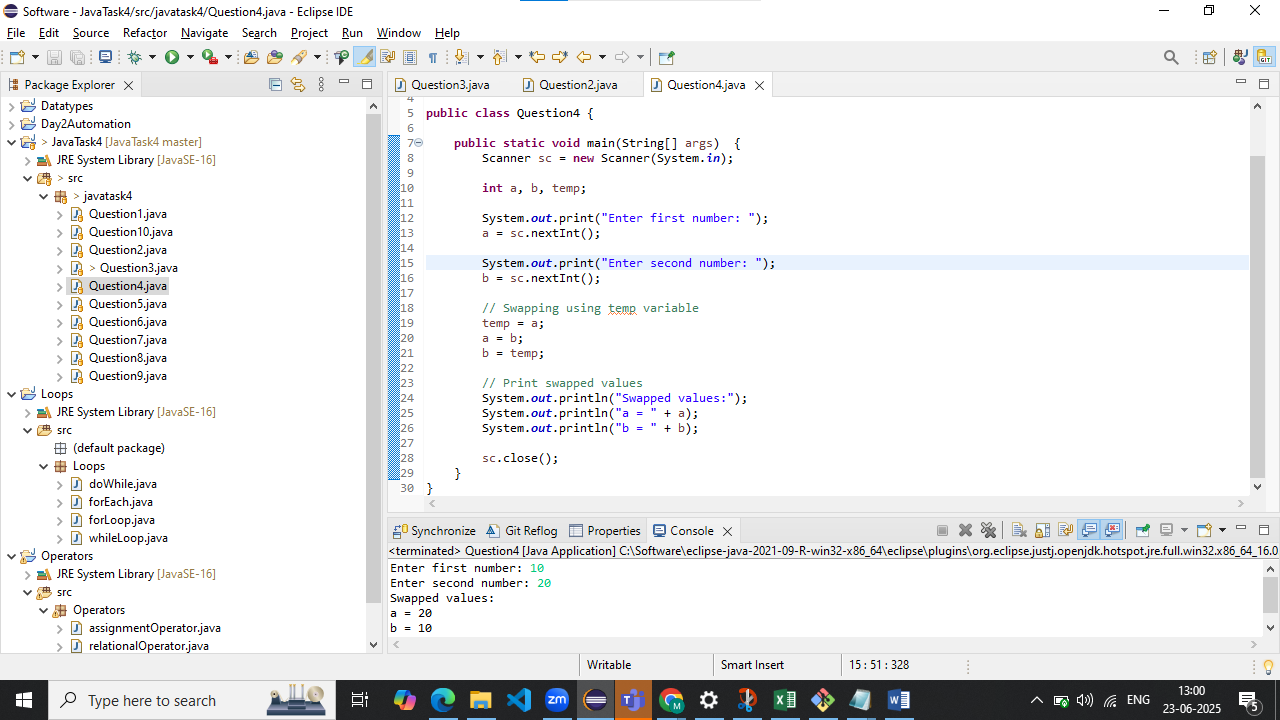 Software - JavaTask4/src/javatask4/Question4.java - Eclipse IDE
File Edit Source Refactor Navigate Search Project Run Window Help
Package Explorer
Datatypes
Day2Automation
> JavaTask4 [JavaTask4 master]
JRE System Library [JavaSE-16]
> src
> javatask4
Question1.java
Question10.java
Question2.java
> Question3.java
Question4.java
Question5.java
Question6.java
Question7.java
Question8.java
Question9.java
Loops
JRE System Library [JavaSE-16]
src
(default package)
Loops
doWhile.java
forEach.java
forLoop.java
whileLoop.java
Operators
JRE System Library [JavaSE-16]
src
Operators
assignmentOperator.java
relationalOperator.java
Question3.java Question2.java Question4.java
4
5 public class Question4 {
6
7 public static void main(String[] args) {
8 Scanner sc = new Scanner(System.in);
9
10 int a, b, temp;
11
12 System.out.print("Enter first number: ");
13 a = sc.nextInt();
14
15 System.out.print("Enter second number: ");
16 b = sc.nextInt();
17
18 // Swapping using temp variable
19 temp = a;
20 a = b;
21 b = temp;
22
23 // Print swapped values
24 System.out.println("Swapped values:");
25 System.out.println("a = " + a);
26 System.out.println("b = " + b);
27
28 sc.close();
29 }
30 }
Synchronize Git Reflog Properties Console
<terminated> Question4 [Java Application] C:\Software\eclipse-java-2021-09-R-win32-x86_64\eclipse\plugins\org.eclipse.justj.openjdk.hotspot.jre.full.win32.x86_64_16.0
Enter first number: 10
Enter second number: 20
Swapped values:
a = 20
b = 10
Writable Smart Insert 15 : 51 : 328
Type here to search
ENG
13:00
23-06-2025
5